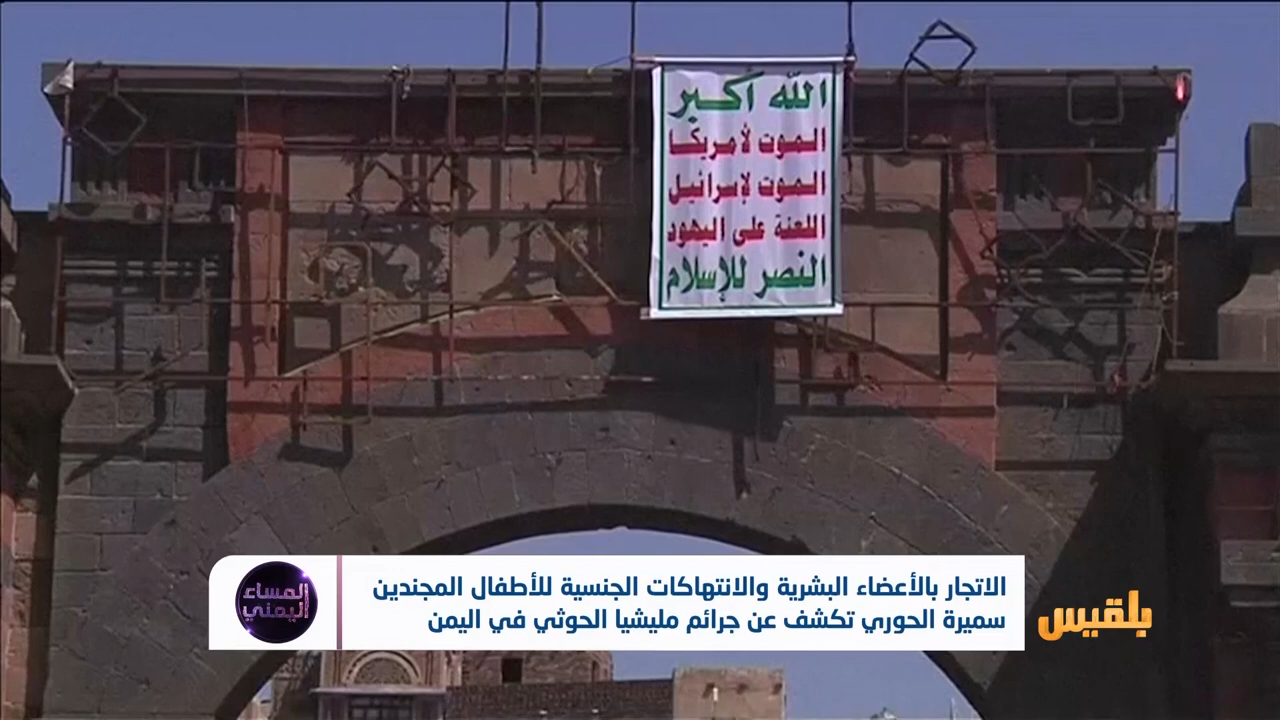 الله أكبر
الموت لأمريكا
الموت لإسرائيل
اللعنة على اليهود
النصر للإسلام
الاتجار بالأعضاء البشرية والانتهاكات الجنسية للأطفال المجندين
سميرة الحوري تكشف عن جرائم مليشيا الحوثي في اليمن
المساء
اليمني
بلقيس